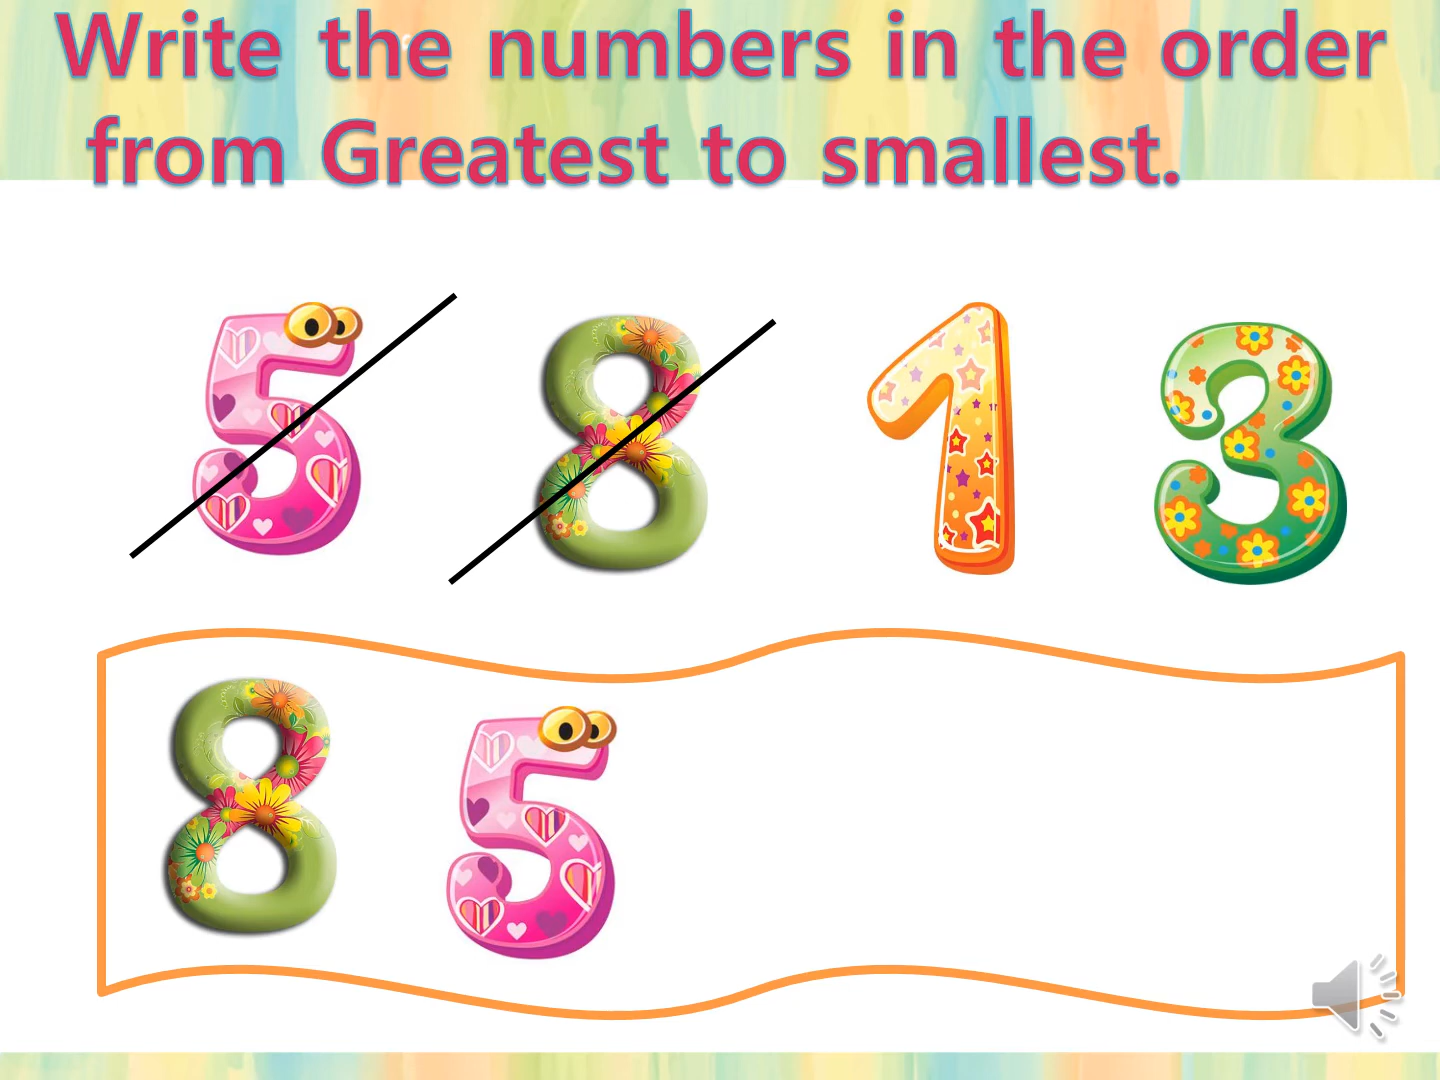 Write the numbers in the order
from Greatest to smallest.
5 8 1 3
8 5